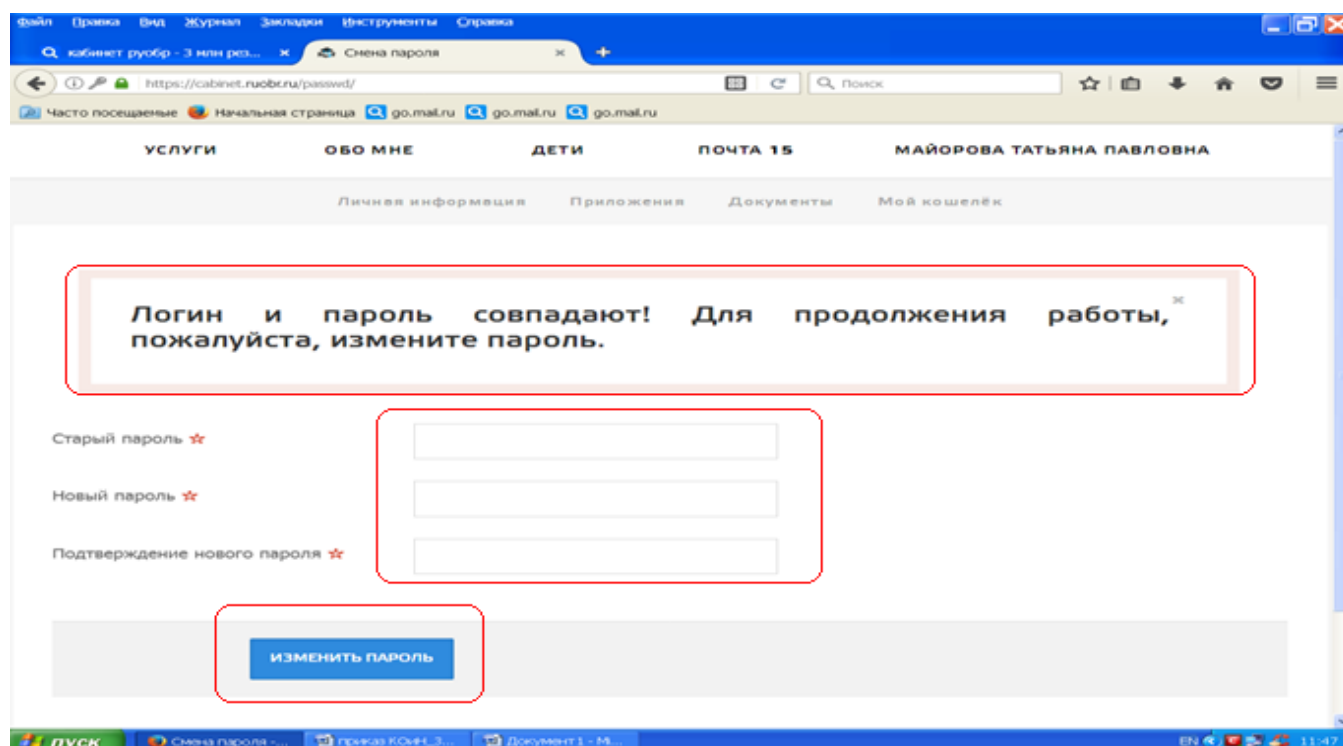 Файл Правка Вид Журнал Закладки Инструменты Справка
кабинет руобр - 3 млн рез... Смена пароля
https://cabinet.ruobr.ru/passwd/ Поиск
Часто посещаемые Начальная страница go.mail.ru go.mail.ru go.mail.ru
УСЛУГИ ОБО МНЕ ДЕТИ ПОЧТА 15 МАЙОРОВА ТАТЬЯНА ПАВЛОВНА
Личная информация Приложения Документы Мой кошелёк
Логин и пароль совпадают! Для продолжения работы,
пожалуйста, измените пароль.
Старый пароль
Новый пароль
Подтверждение нового пароля
ИЗМЕНИТЬ ПАРОЛЬ
пуск Смена пароля -... приказ КОиН_3... Документ1 - М... EN 11:47